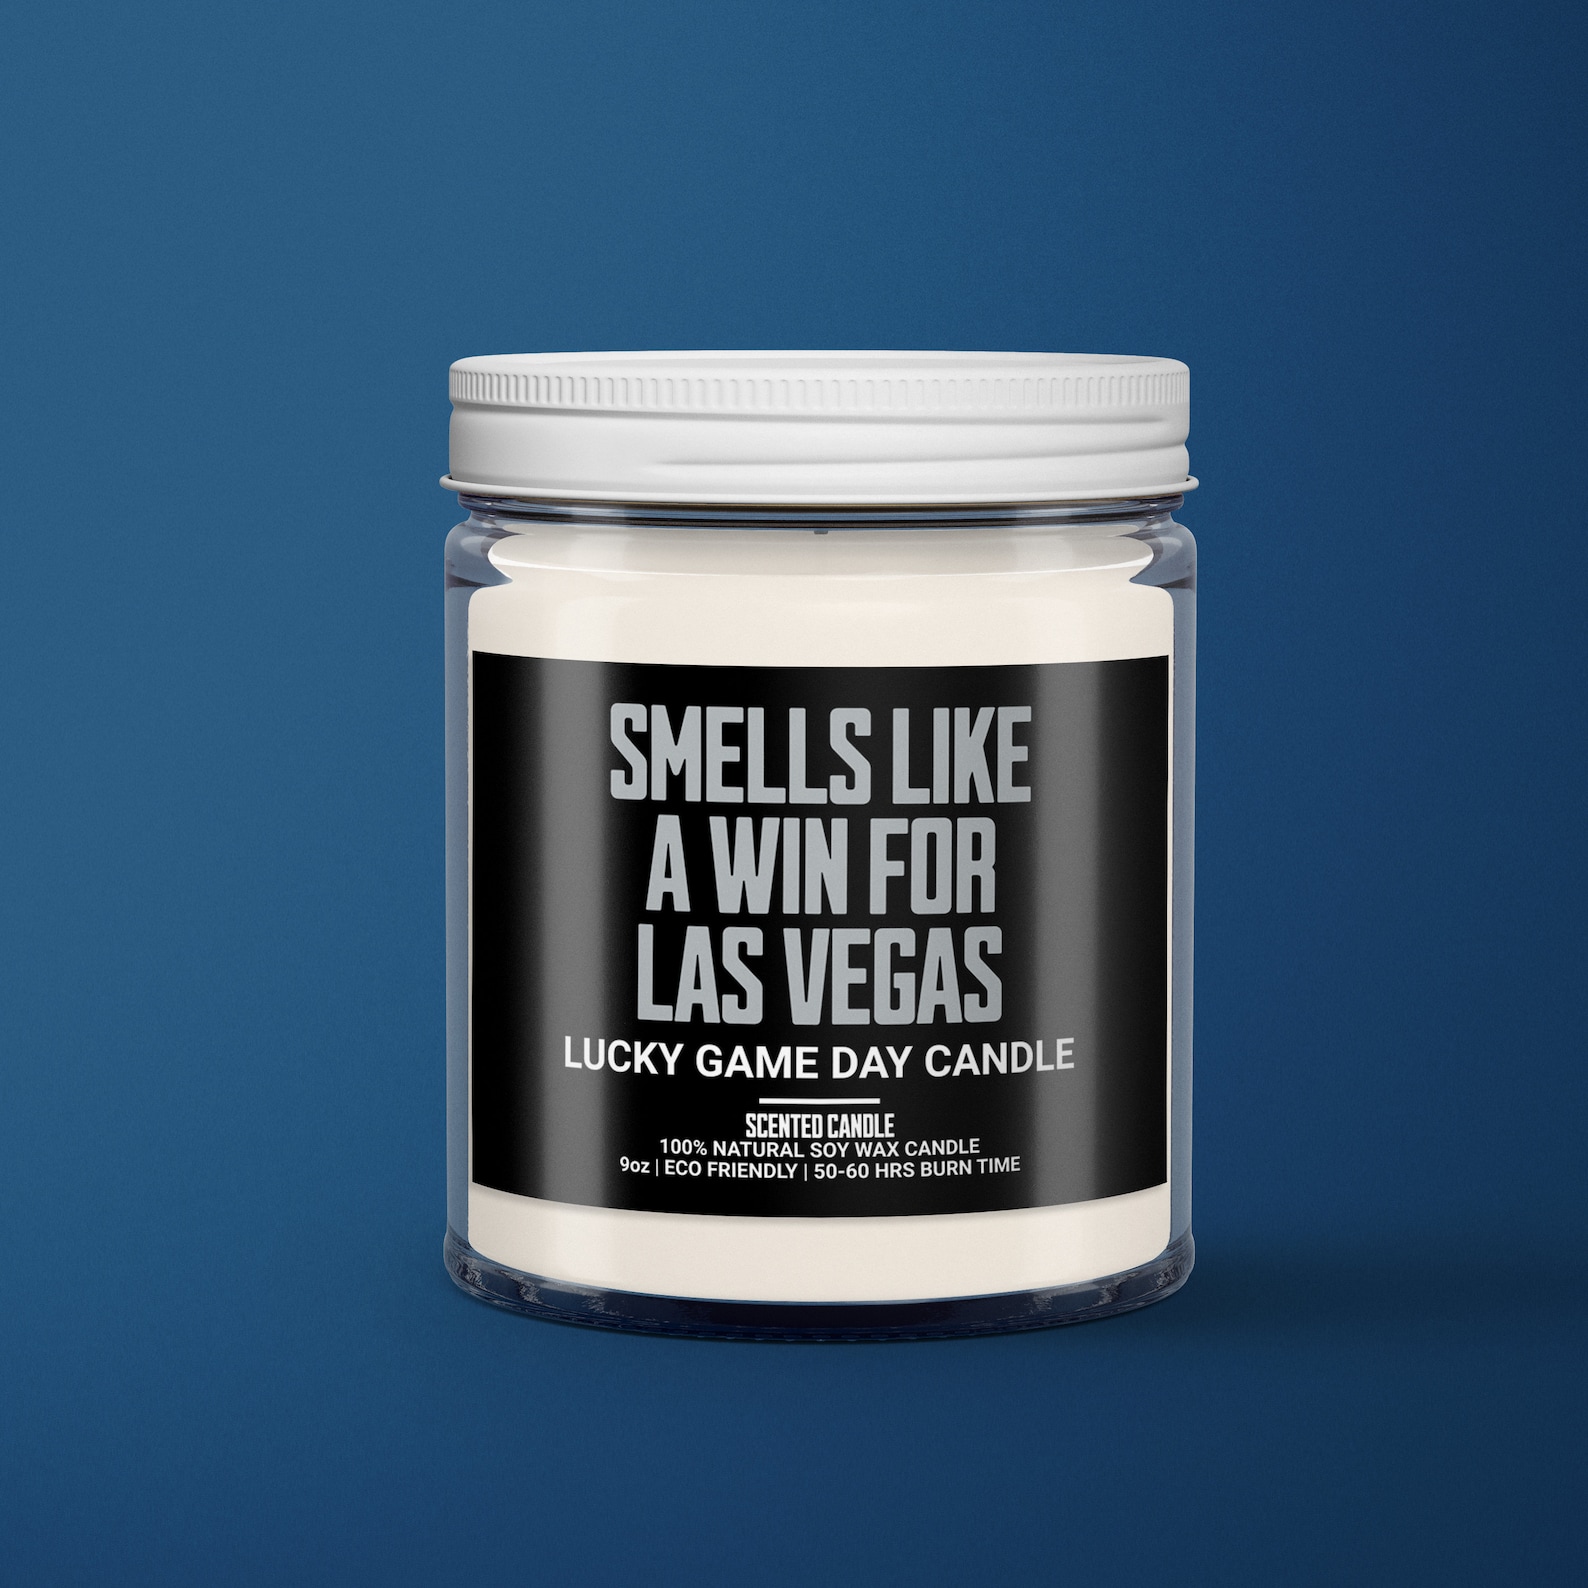 SMELLS LIKE
A WIN FOR
LAS VEGAS
LUCKY GAME DAY CANDLE
SCENTED CANDLE
100% NATURAL SOY WAX CANDLE
9oz | ECO FRIENDLY | 50-60 HRS BURN TIME